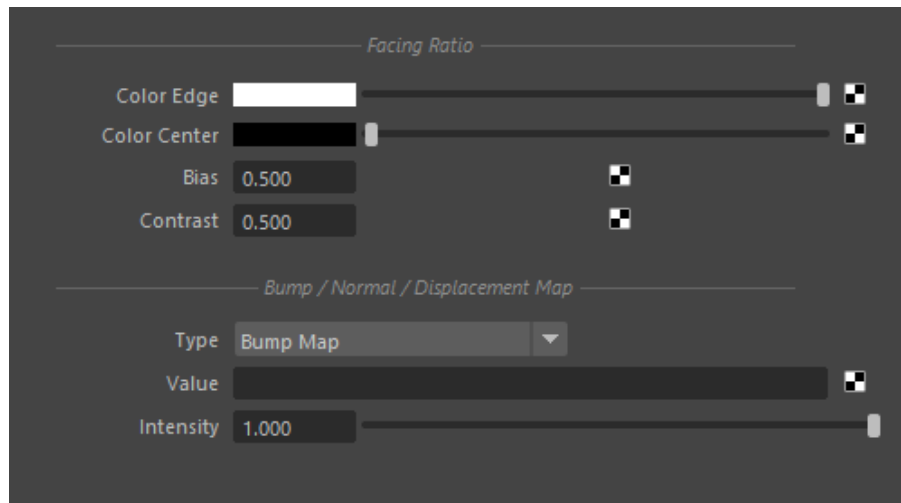 Facing Ratio
Color Edge
Color Center
Bias 0.500
Contrast 0.500
Bump / Normal / Displacement Map
Type Bump Map
Value
Intensity 1.000